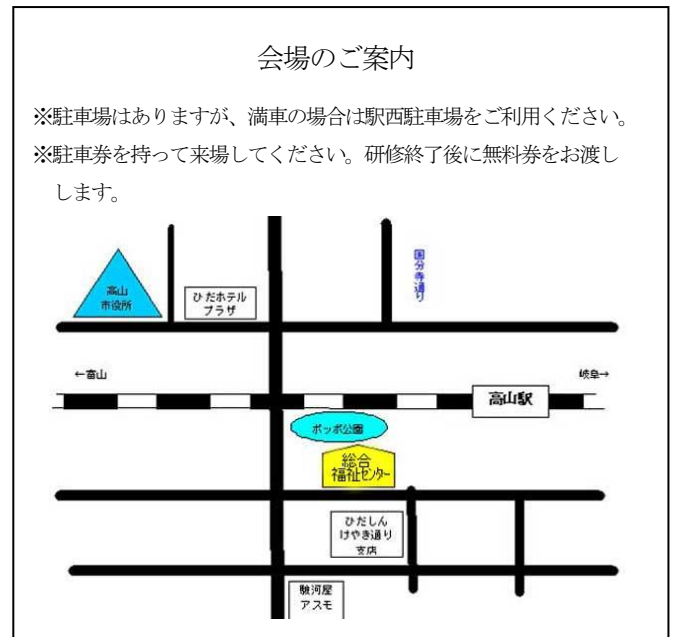 会場のご案内
※駐車場はありますが、満車の場合は駅西駐車場をご利用ください。
※駐車券を持って来場してください。研修終了後に無料券をお渡し
します。
国分寺通り
高山
市役所
ひだホテル
プラザ
←富山
岐阜→
高山駅
ポッポ公園
総合
福祉センター
ひだしん
けやき通り
支店
駿河屋
アスモ